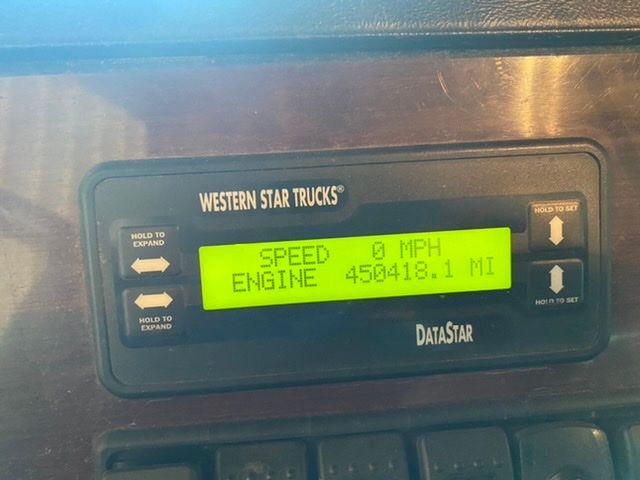 WESTERN STAR TRUCKS®
HOLD TO
EXPAND
HOLD TO SET
SPEED 0 MPH
ENGINE 450418.1 MI
HOLD TO
EXPAND
HOLD TO SET
DATASTAR